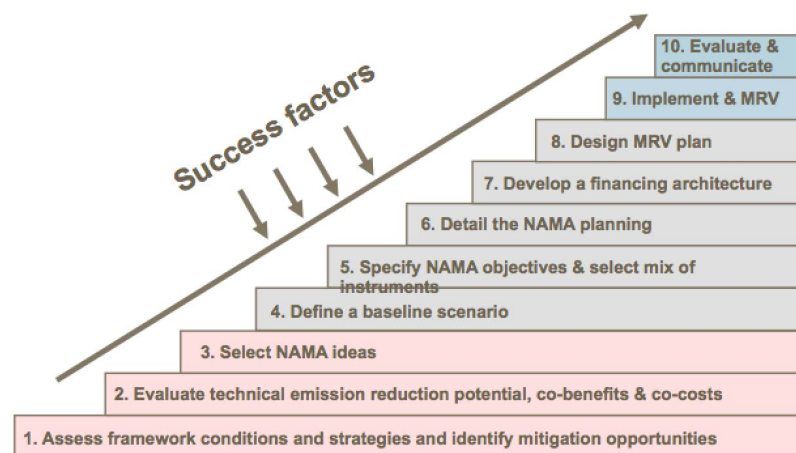 Success factors
10. Evaluate &
communicate
9. Implement & MRV
8. Design MRV plan
7. Develop a financing architecture
6. Detail the NAMA planning
5. Specify NAMA objectives & select mix of
instruments
4. Define a baseline scenario
3. Select NAMA ideas
2. Evaluate technical emission reduction potential, co-benefits & co-costs
1. Assess framework conditions and strategies and identify mitigation opportunities